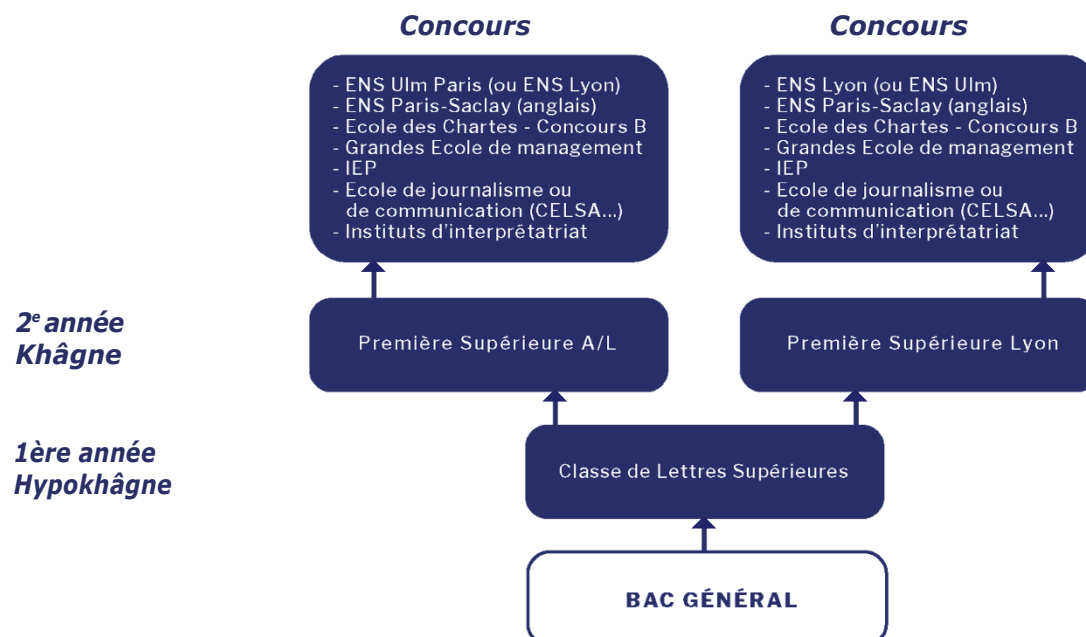 Concours
Concours
- ENS Ulm Paris (ou ENS Lyon)
- ENS Paris-Saclay (anglais)
- Ecole des Chartes - Concours B
- Grandes Ecole de management
- IEP
- Ecole de journalisme ou
de communication (CELSA...)
- Instituts d'interprétatriat
- ENS Lyon (ou ENS Ulm)
- ENS Paris-Saclay (anglais)
- Ecole des Chartes - Concours B
- Grandes Ecole de management
- IEP
- Ecole de journalisme ou
de communication (CELSA...)
- Instituts d'interprétatriat
2e année
Khâgne
Première Supérieure A/L
Première Supérieure Lyon
1ère année
Hypokhâgne
Classe de Lettres Supérieures
BAC GÉNÉRAL